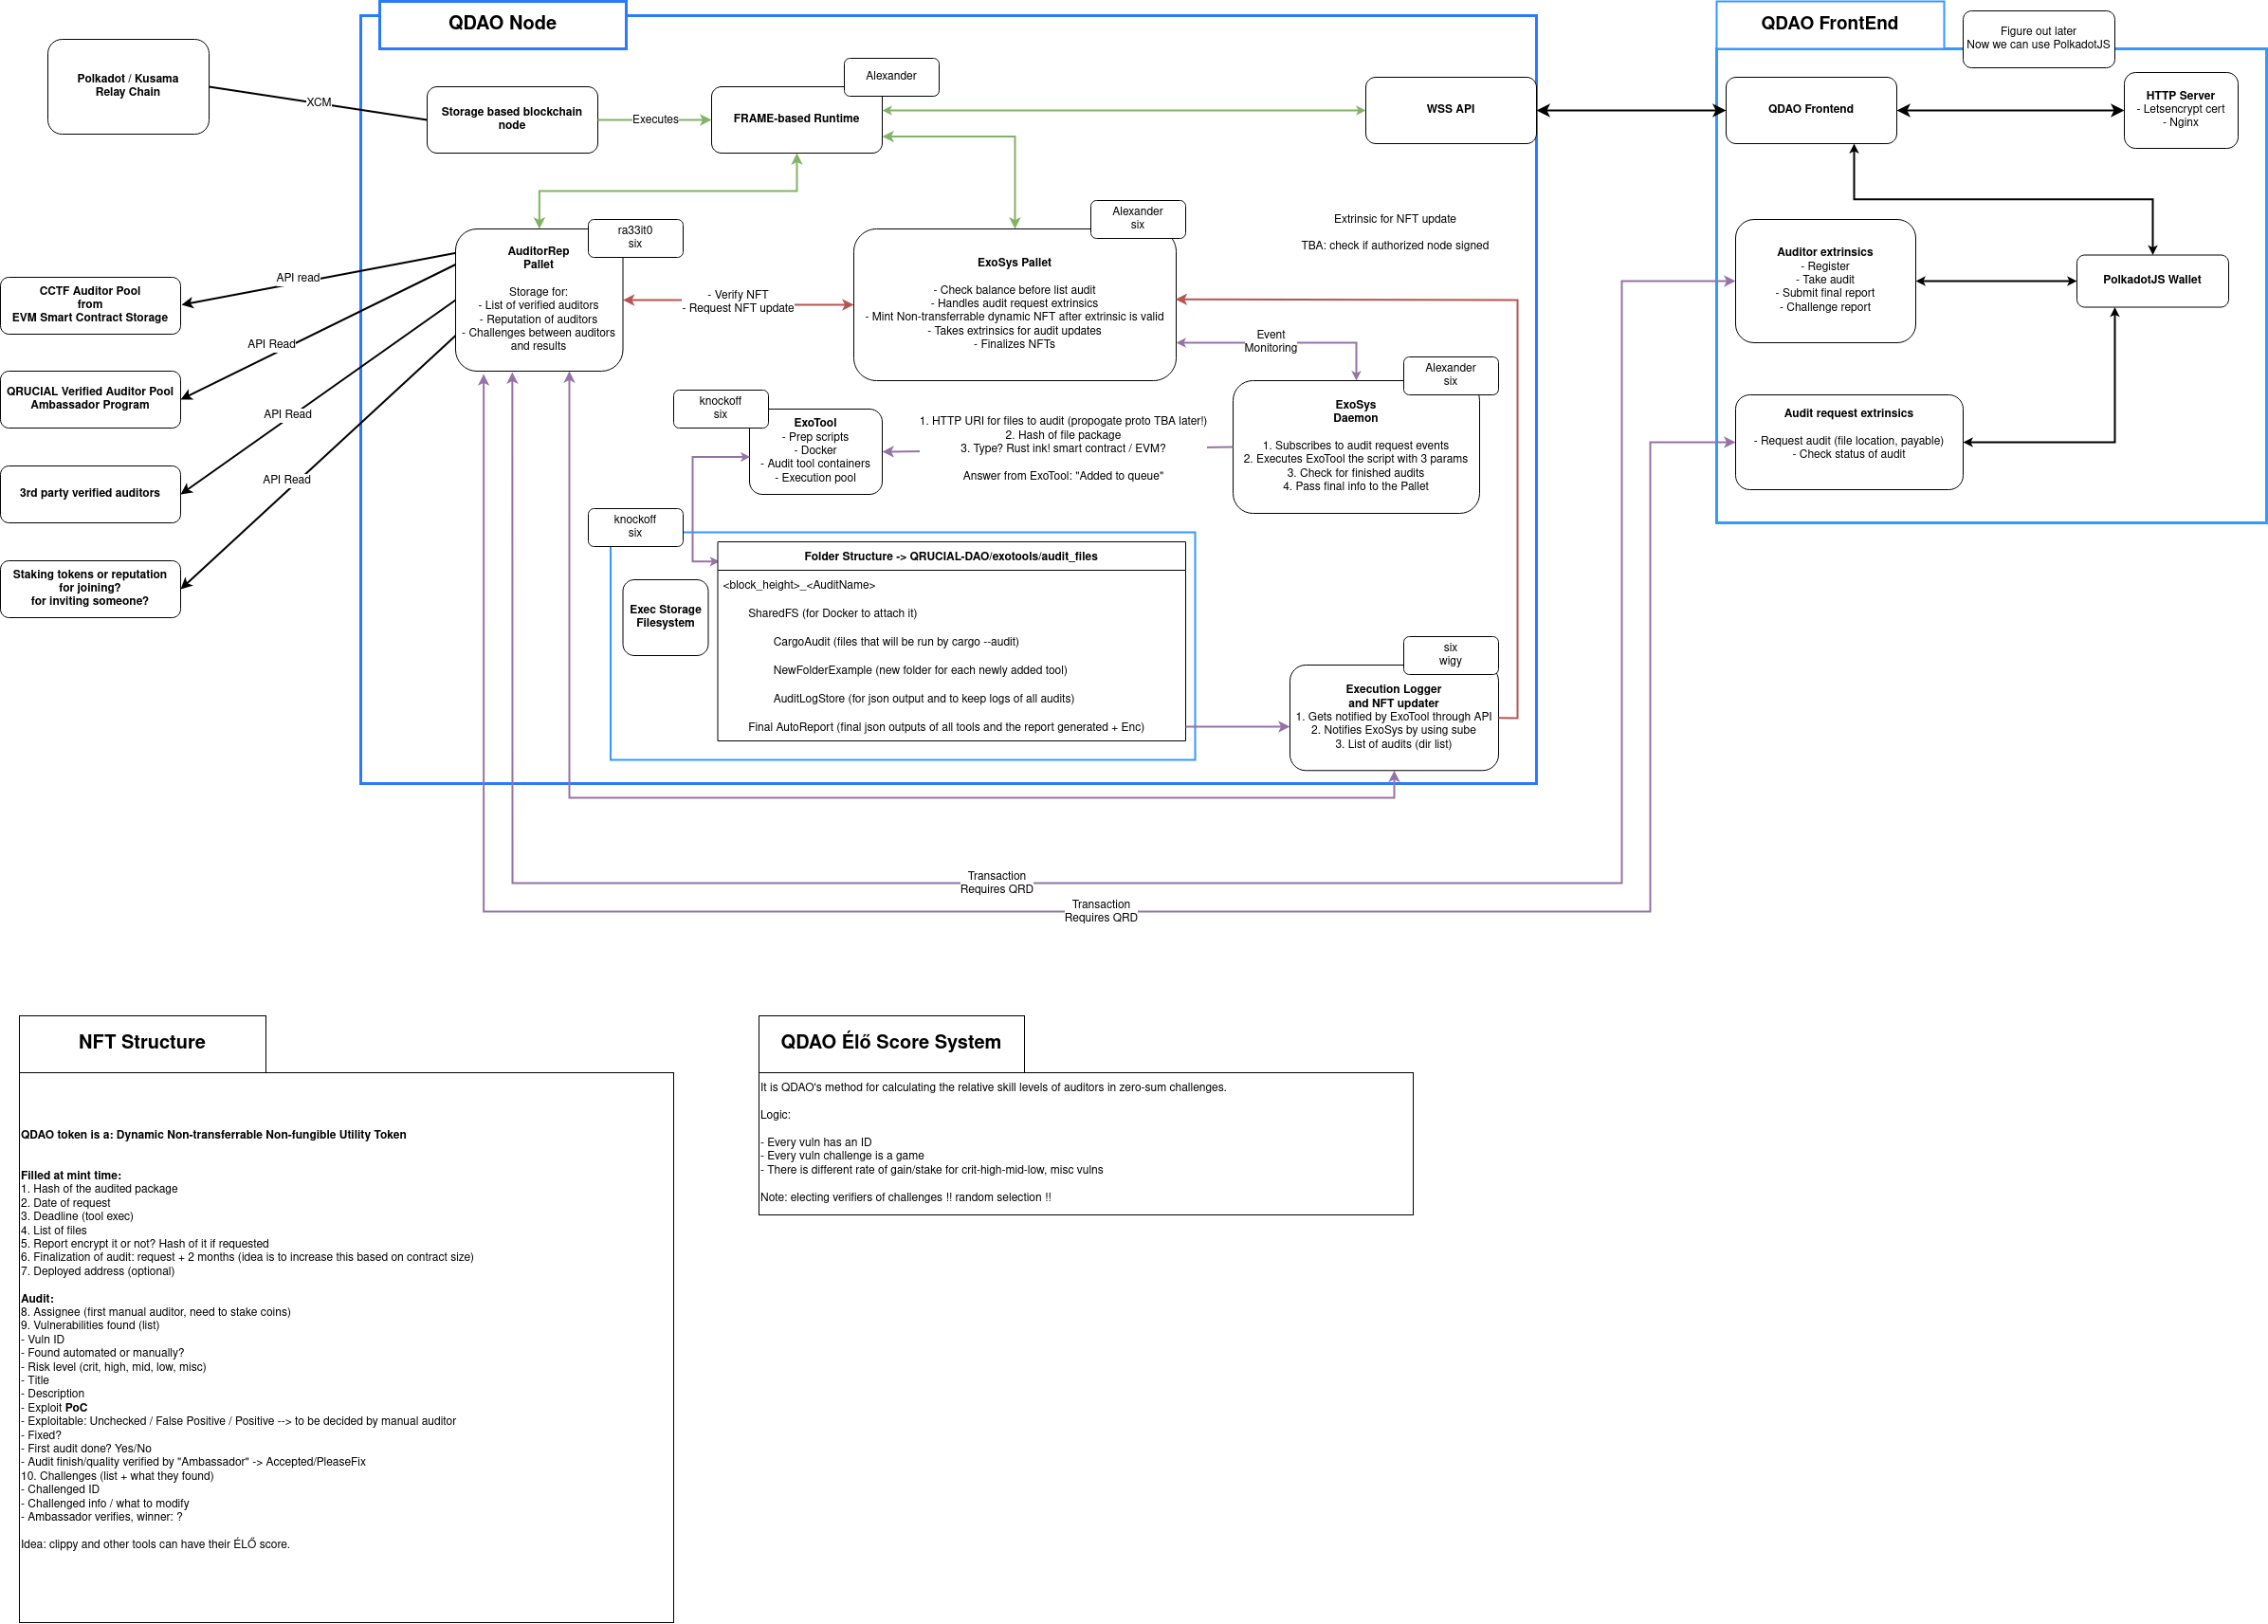 QDAO Node
QDAO FrontEnd
Figure out later
Now we can use PolkadotJS
Polkadot / Kusama
Relay Chain
XCM
Storage based blockchain
node
Executes
Alexander
FRAME-based Runtime
WSS API
QDAO Frontend
HTTP Server
- Letsencrypt cert
- Nginx
ra33it0
six
AuditorRep
Pallet
Storage for:
- List of verified auditors
- Reputation of auditors
- Challenges between auditors
and results
- Verify NFT
- Request NFT update
Alexander
six
ExoSys Pallet
- Check balance before list audit
- Handles audit request extrinsics
- Mint Non-transferrable dynamic NFT after extrinsic is valid
- Takes extrinsics for audit updates
- Finalizes NFTs
Extrinsic for NFT update
TBA: check if authorized node signed
Auditor extrinsics
- Register
- Take audit
- Submit final report
- Challenge report
PolkadotJS Wallet
API read
CCTF Auditor Pool
from
EVM Smart Contract Storage
API Read
QRUCIAL Verified Auditor Pool
Ambassador Program
API Read
3rd party verified auditors
API Read
Staking tokens or reputation
for joining?
for inviting someone?
Event
Monitoring
Alexander
six
ExoSys
Daemon
1. Subscribes to audit request events
2. Executes ExoTool the script with 3 params
3. Check for finished audits
4. Pass final info to the Pallet
knockoff
six
ExoTool
- Prep scripts
- Docker
- Audit tool containers
- Execution pool
1. HTTP URI for files to audit (propogate proto TBA later!)
2. Hash of file package
3. Type? Rust ink! smart contract / EVM?
Answer from ExoTool: "Added to queue"
Audit request extrinsics
- Request audit (file location, payable)
- Check status of audit
knockoff
six
Exec Storage
Filesystem
Folder Structure -> QRUCIAL-DAO/exotools/audit_files
<block_height>_<AuditName>
SharedFS (for Docker to attach it)
CargoAudit (files that will be run by cargo --audit)
NewFolderExample (new folder for each newly added tool)
AuditLogStore (for json output and to keep logs of all audits)
Final AutoReport (final json outputs of all tools and the report generated + Enc)
six
wigy
Execution Logger
and NFT updater
1. Gets notified by ExoTool through API
2. Notifies ExoSys by using sube
3. List of audits (dir list)
Transaction
Requires QRD
Transaction
Requires QRD
NFT Structure
QDAO token is a: Dynamic Non-transferrable Non-fungible Utility Token
Filled at mint time:
1. Hash of the audited package
2. Date of request
3. Deadline (tool exec)
4. List of files
5. Report encrypt it or not? Hash of it if requested
6. Finalization of audit: request + 2 months (idea is to increase this based on contract size)
7. Deployed address (optional)
Audit:
8. Assignee (first manual auditor, need to stake coins)
9. Vulnerabilities found (list)
- Vuln ID
- Found automated or manually?
- Risk level (crit, high, mid, low, misc)
- Title
- Description
- Exploit PoC
- Exploitable: Unchecked / False Positive / Positive --> to be decided by manual auditor
- Fixed?
- First audit done? Yes/No
- Audit finish/quality verified by "Ambassador" -> Accepted/PleaseFix
10. Challenges (list + what they found)
- Challenged ID
- Challenged info / what to modify
- Ambassador verifies, winner: ?
Idea: clippy and other tools can have their ÉLŐ score.
QDAO Élő Score System
It is QDAO's method for calculating the relative skill levels of auditors in zero-sum challenges.
Logic:
- Every vuln has an ID
- Every vuln challenge is a game
- There is different rate of gain/stake for crit-high-mid-low, misc vulns
Note: electing verifiers of challenges !! random selection !!